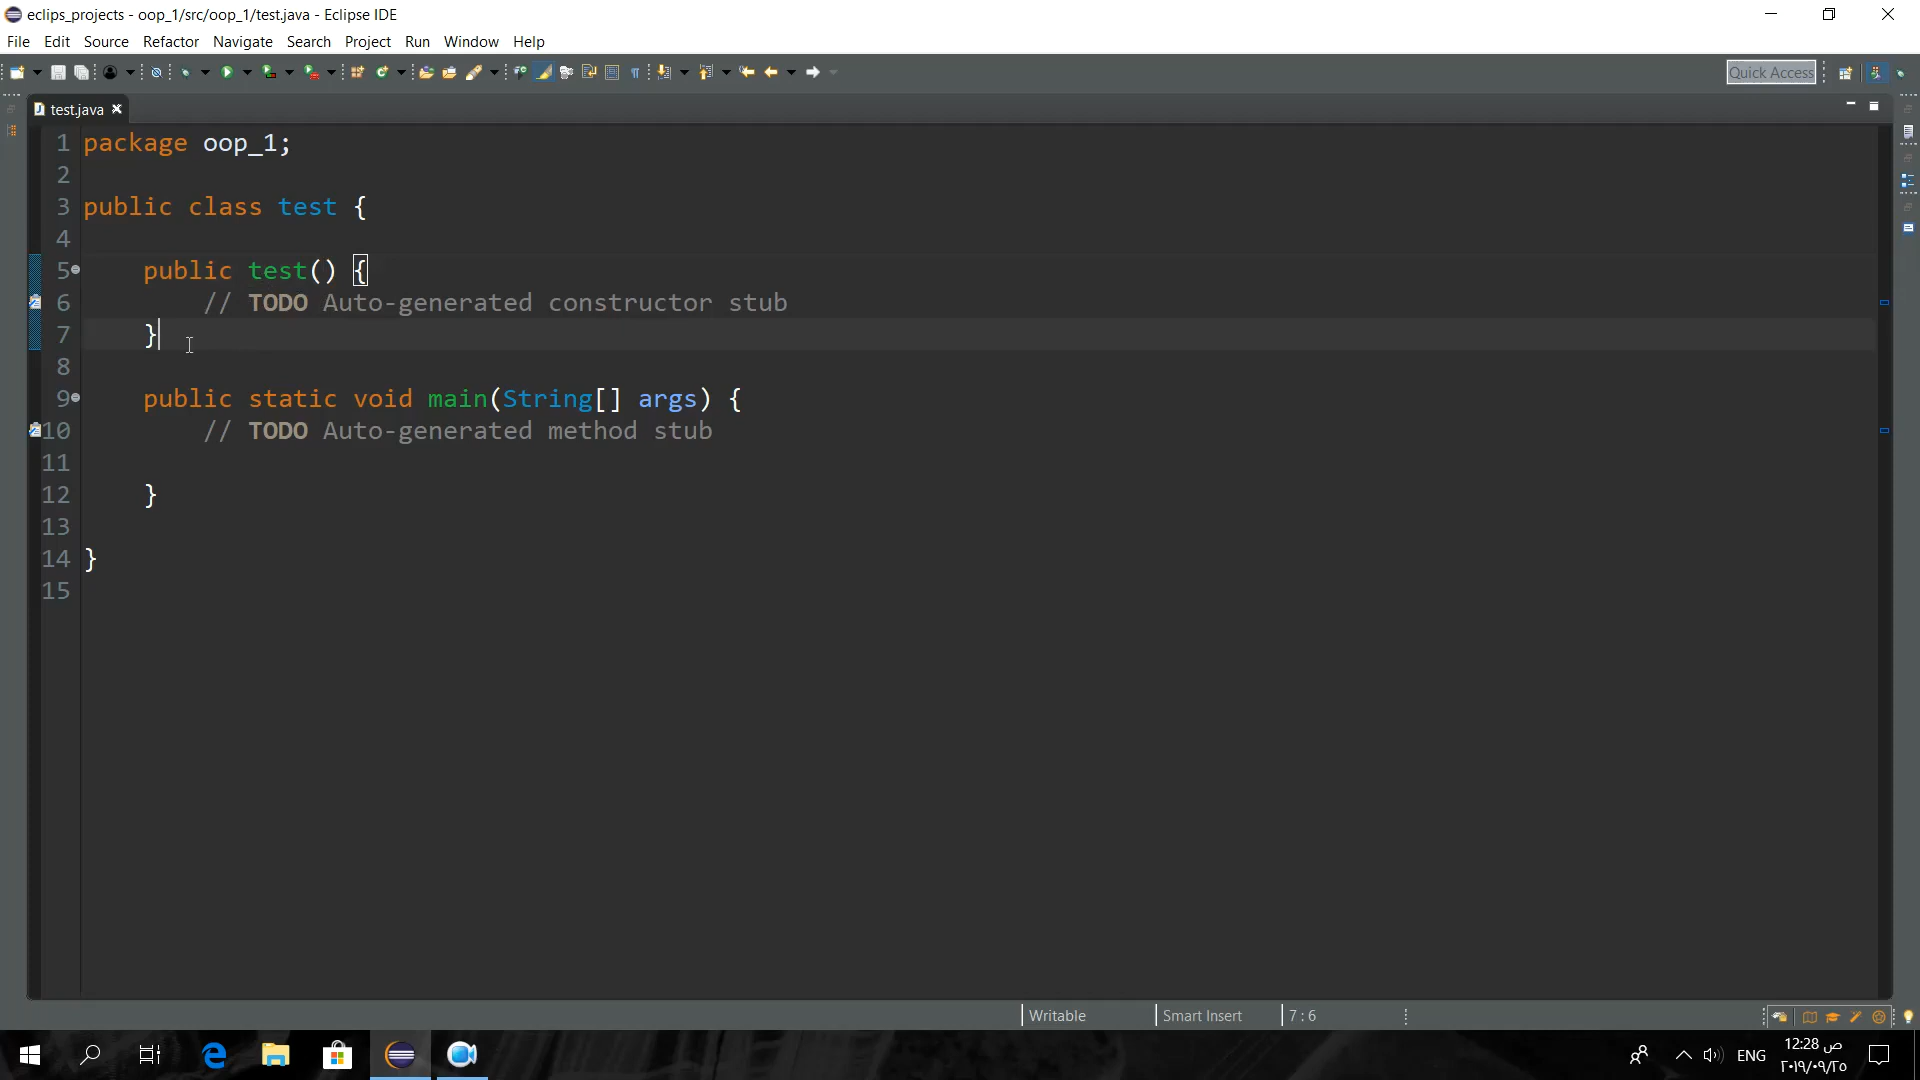 eclips_projects - oop_1/src/oop_1/test.java - Eclipse IDE
File Edit Source Refactor Navigate Search Project Run Window Help
Quick Access
test.java
1 package oop_1;
2
3 public class test {
4
5 public test() {
6 // TODO Auto-generated constructor stub
7 }
8
9 public static void main(String[] args) {
10 // TODO Auto-generated method stub
11
12 }
13
14 }
15
Writable Smart Insert 7 : 6
ENG
12:28 ص
٢٠١٩/٠٩/٢٥